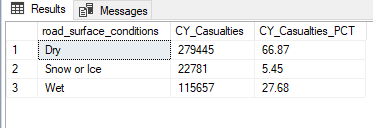 Results Messages
road_surface_conditions CY_Casualties CY_Casualties_PCT
1 Dry 279445 66.87
2 Snow or Ice 22781 5.45
3 Wet 115657 27.68